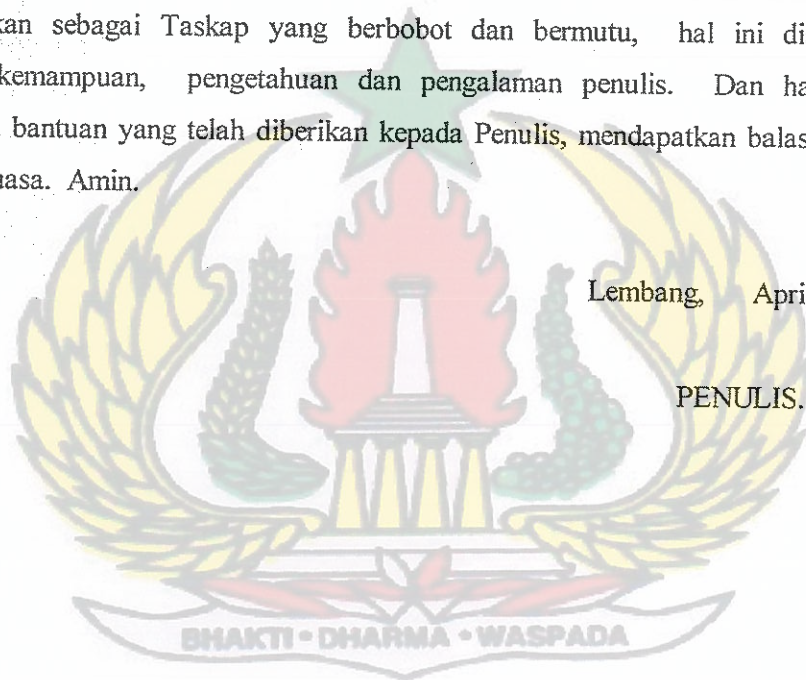 kan sebagai Taskap yang berbobot dan bermutu, hal ini di
kemampuan, pengetahuan dan pengalaman penulis. Dan ha
bantuan yang telah diberikan kepada Penulis, mendapatkan balas
uasa. Amin.
Lembang, Apri
PENULIS.
BHAKTI • DHARMA • WASPADA